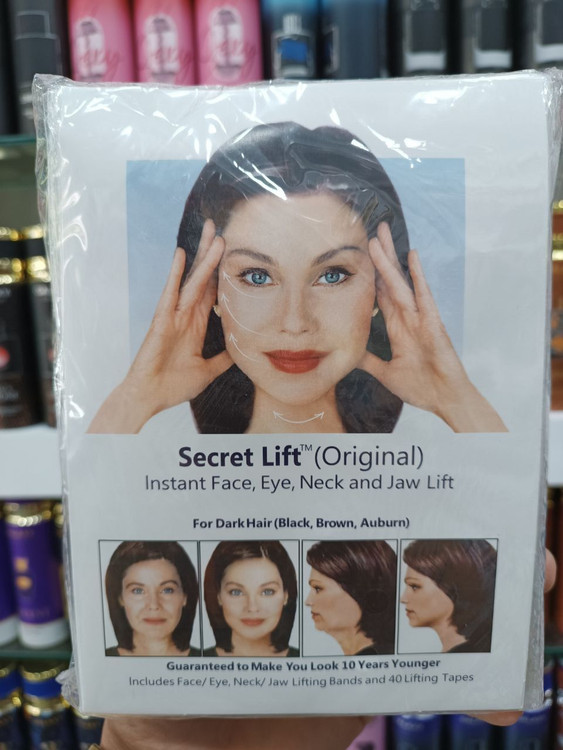 Secret Lift™ (Original)
Instant Face, Eye, Neck and Jaw Lift
For Dark Hair (Black, Brown, Auburn)
Guaranteed to Make You Look 10 Years Younger
Includes Face/ Eye, Neck/ Jaw Lifting Bands and 40 Lifting Tapes